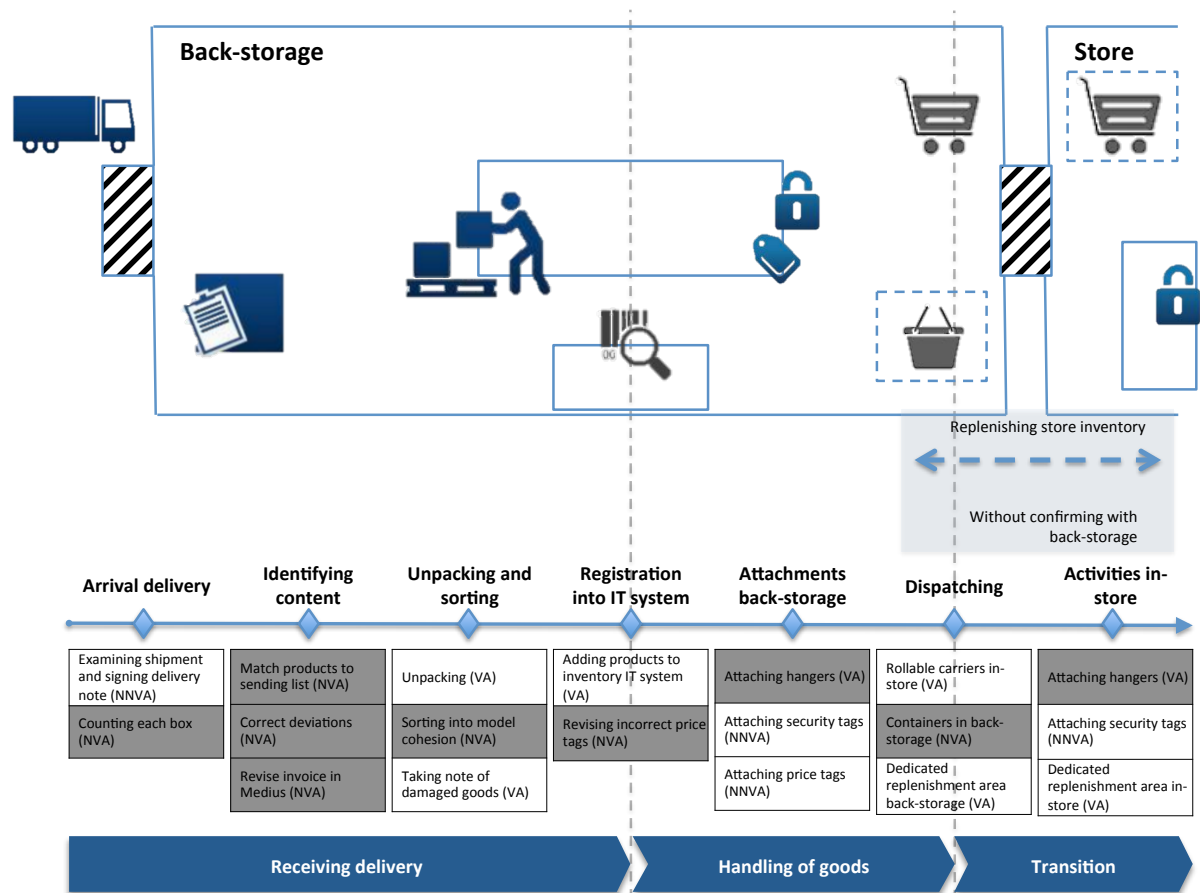 Back-storage
Store
00
Replenishing store inventory
Without confirming with
back-storage
Arrival delivery
Identifying
content
Unpacking and
sorting
Registration
into IT system
Attachments
back-storage
Dispatching
Activities in-
store
Examining shipment
and signing delivery
note (NNVA)
Counting each box
(NVA)
Match products to
sending list (NVA)
Correct deviations
(NVA)
Revise invoice in
Medius (NVA)
Unpacking (VA)
Sorting into model
cohesion (NVA)
Taking note of
damaged goods (VA)
Adding products to
inventory IT system
(VA)
Revising incorrect price
tags (NVA)
Attaching hangers (VA)
Attaching security tags
(NNVA)
Attaching price tags
(NNVA)
Rollable carriers in-
store (VA)
Containers in back-
storage (NVA)
Dedicated
replenishment area
back-storage (VA)
Attaching hangers (VA)
Attaching security tags
(NNVA)
Dedicated
replenishment area in-
store (VA)
Receiving delivery
Handling of goods
Transition